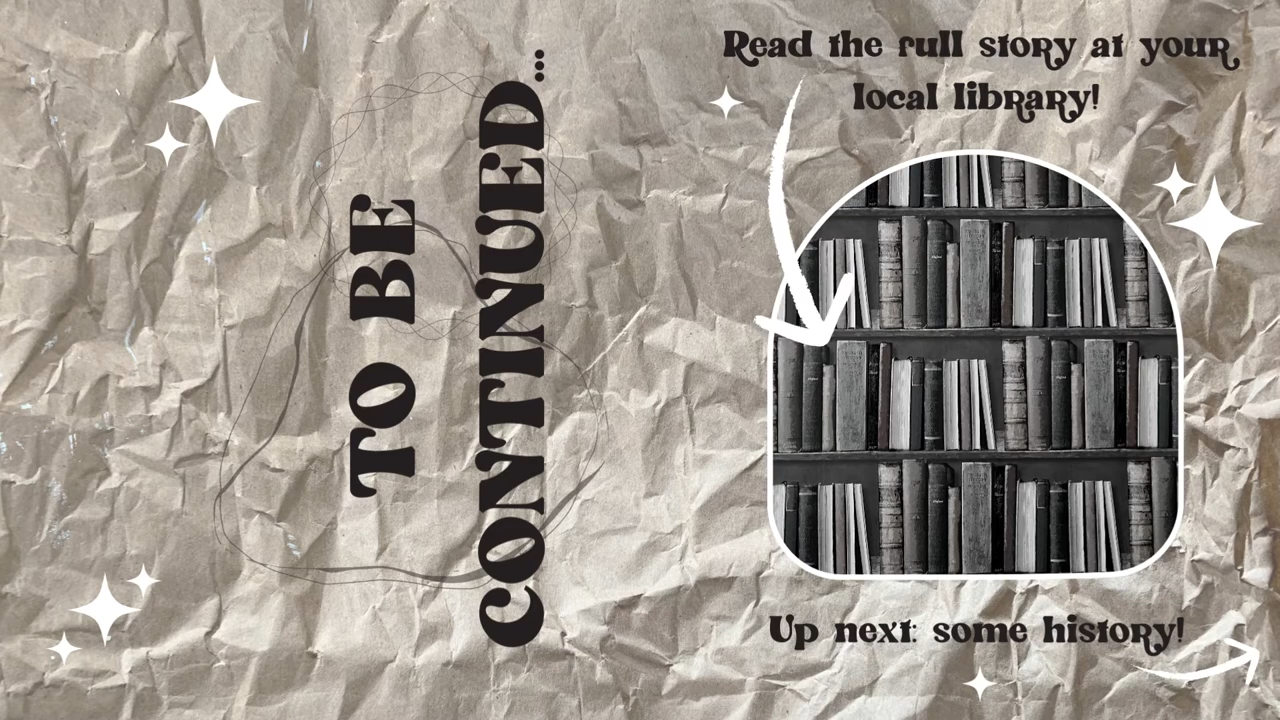 TO BE
CONTINUED...
Read the full story at your
local library!
Up next: some history!